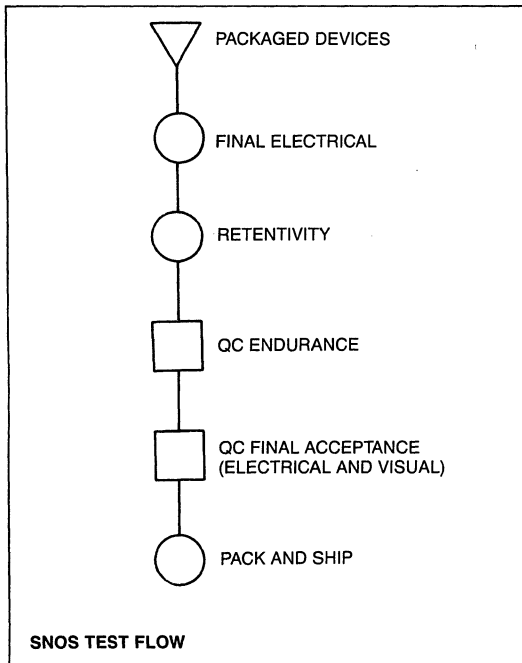 PACKAGED DEVICES
FINAL ELECTRICAL
RETENTIVITY
QC ENDURANCE
QC FINAL ACCEPTANCE
(ELECTRICAL AND VISUAL)
PACK AND SHIP
SNOS TEST FLOW